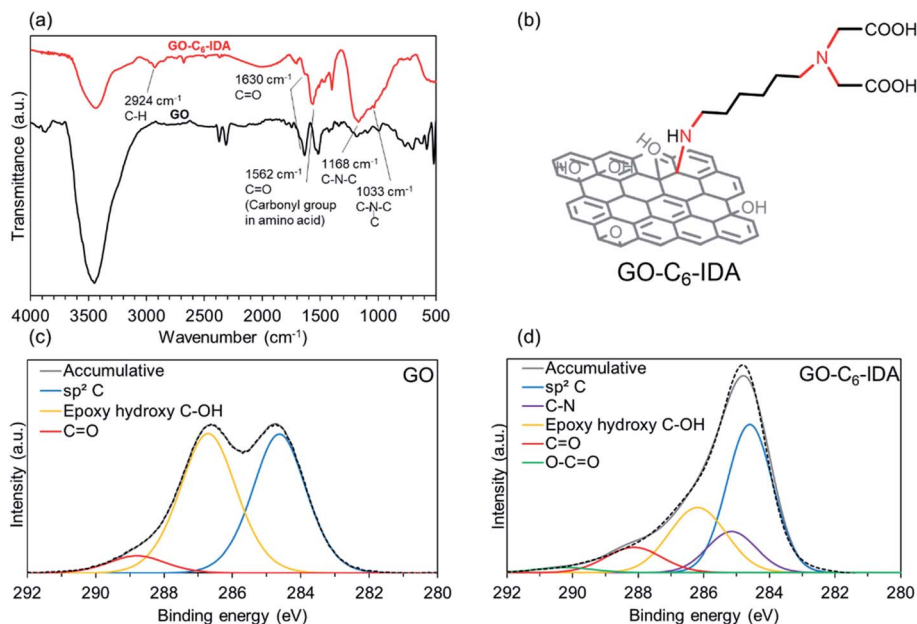 (a)
GO-C₆-IDA
1630 cm⁻¹
C=O
2924 cm⁻¹
C-H
GO
1562 cm⁻¹
C=O
(Carbonyl group
in amino acid)
1168 cm⁻¹
C-N-C
1033 cm⁻¹
C-N-C
C
Transmittance (a.u.)
4000 3500 3000 2500 2000 1500 1000 500
Wavenumber (cm⁻¹)
(b)
COOH
N
COOH
HN
HO
HO
OH
OH
O
GO-C₆-IDA
(c)
Accumulative
sp² C
Epoxy hydroxy C-OH
C=O
GO
Intensity (a.u.)
292 290 288 286 284 282 280
Binding energy (eV)
(d)
Accumulative
sp² C
C-N
Epoxy hydroxy C-OH
C=O
O-C=O
GO-C₆-IDA
Intensity (a.u.)
292 290 288 286 284 282 280
Binding energy (eV)